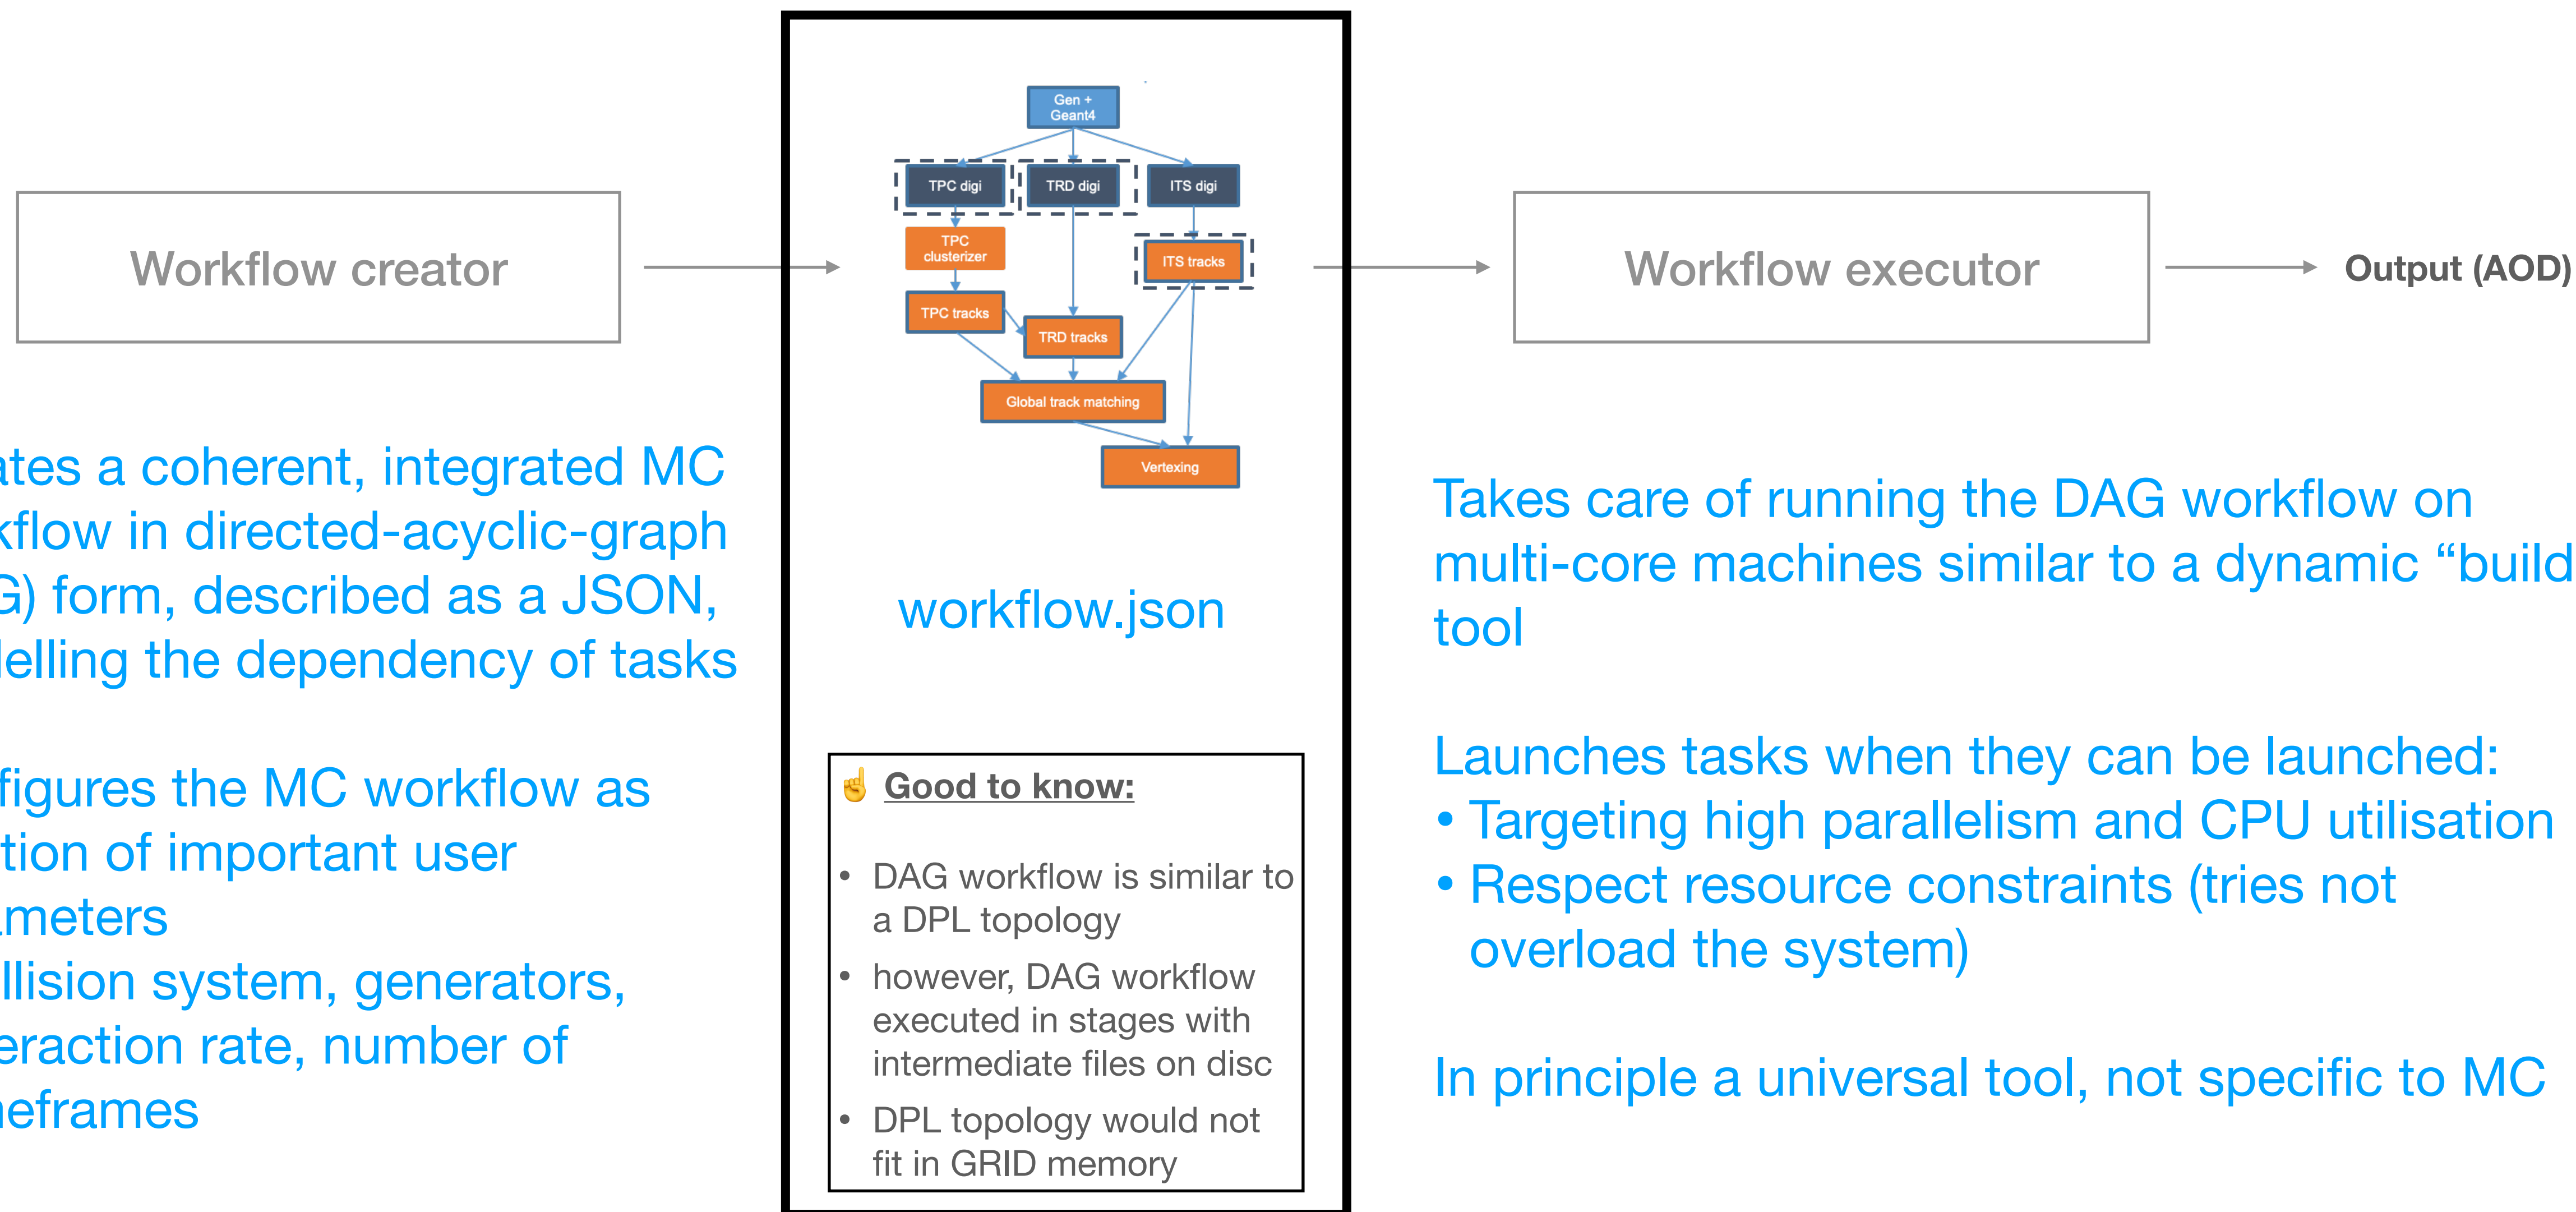 Workflow creator
Gen +
Geant4
TPC digi
TRD digi
ITS digi
TPC
clusterizer
ITS tracks
TPC tracks
TRD tracks
Global track matching
Vertexing
workflow.json
Workflow executor
Output (AOD)
ates a coherent, integrated MC
kflow in directed-acyclic-graph
G) form, described as a JSON,
lelling the dependency of tasks
figures the MC workflow as
tion of important user
ameters
llision system, generators,
eraction rate, number of
neframes
☝ Good to know:
• DAG workflow is similar to
a DPL topology
• however, DAG workflow
executed in stages with
intermediate files on disc
• DPL topology would not
fit in GRID memory
Takes care of running the DAG workflow on
multi-core machines similar to a dynamic “build
tool
Launches tasks when they can be launched:
• Targeting high parallelism and CPU utilisation
• Respect resource constraints (tries not
overload the system)
In principle a universal tool, not specific to MC